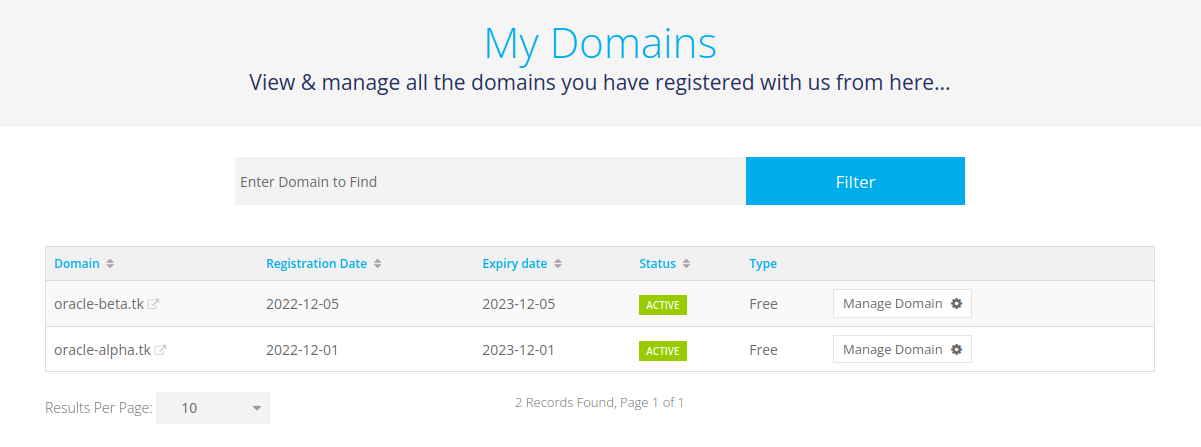 My Domains
View & manage all the domains you have registered with us from here...
Enter Domain to Find Filter
Domain Registration Date Expiry date Status Type
oracle-beta.tk 2022-12-05 2023-12-05 ACTIVE Free Manage Domain
oracle-alpha.tk 2022-12-01 2023-12-01 ACTIVE Free Manage Domain
Results Per Page: 10 2 Records Found, Page 1 of 1